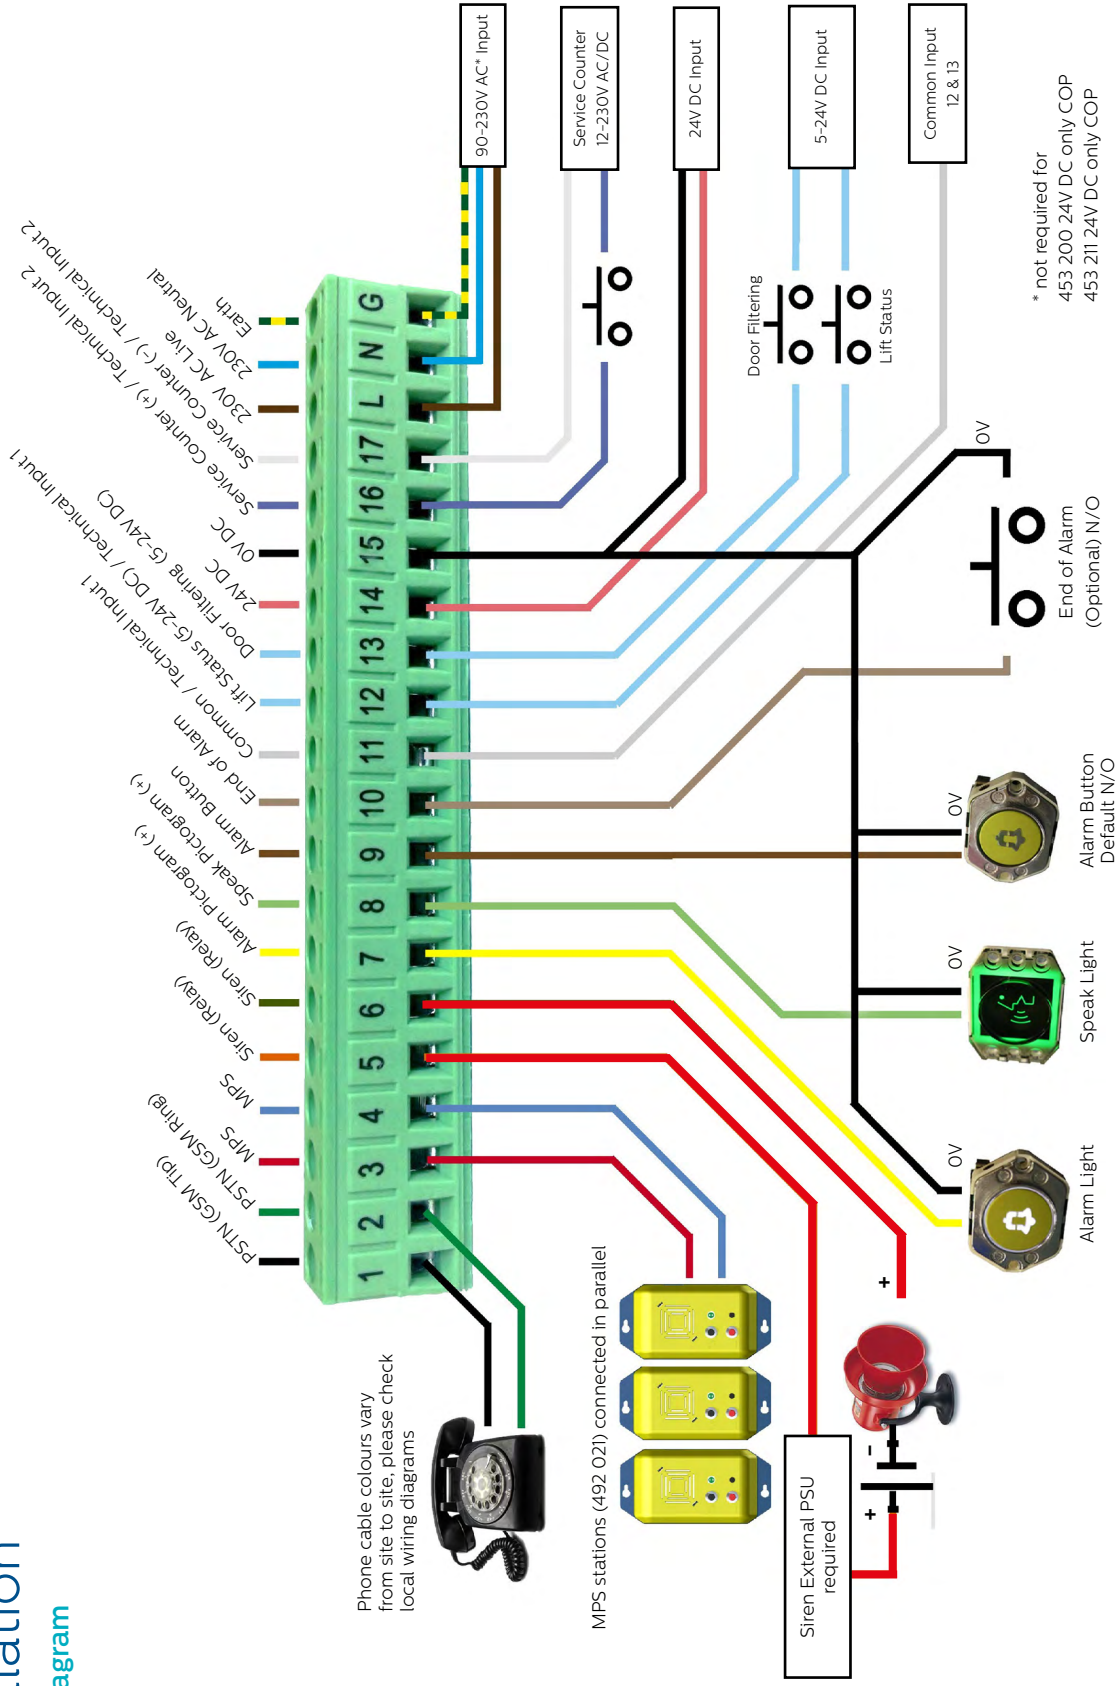 lation
agram
PSTN (GSM Tip)
PSTN (GSM Ring)
MPS
MPS
Siren (Relay)
Siren (Relay)
Alarm Pictogram (+)
Speak Pictogram (+)
Alarm Button
End of Alarm
Common / Technical Input 1
Lift Status (5-24V DC) / Technical Input 1
Door Filtering (5-24V DC)
24V DC
0V DC
Service Counter (+) / Technical Input 2
Service Counter (-) / Technical Input 2
230V AC Live
230V AC Neutral
Earth
1 2 3 4 5 6 7 8 9 10 11 12 13 14 15 16 17 L N G
Phone cable colours vary
from site to site, please check
local wiring diagrams
MPS stations (492 021) connected in parallel
Siren External PSU
required
+
-
+
0V
Alarm Light
0V
Speak Light
0V
Alarm Button
Default N/O
0V
End of Alarm
(Optional) N/O
Door Filtering
Lift Status
90-230V AC* Input
Service Counter
12-230V AC/DC
24V DC Input
5-24V DC Input
Common Input
12 & 13
* not required for
453 200 24V DC only COP
453 211 24V DC only COP